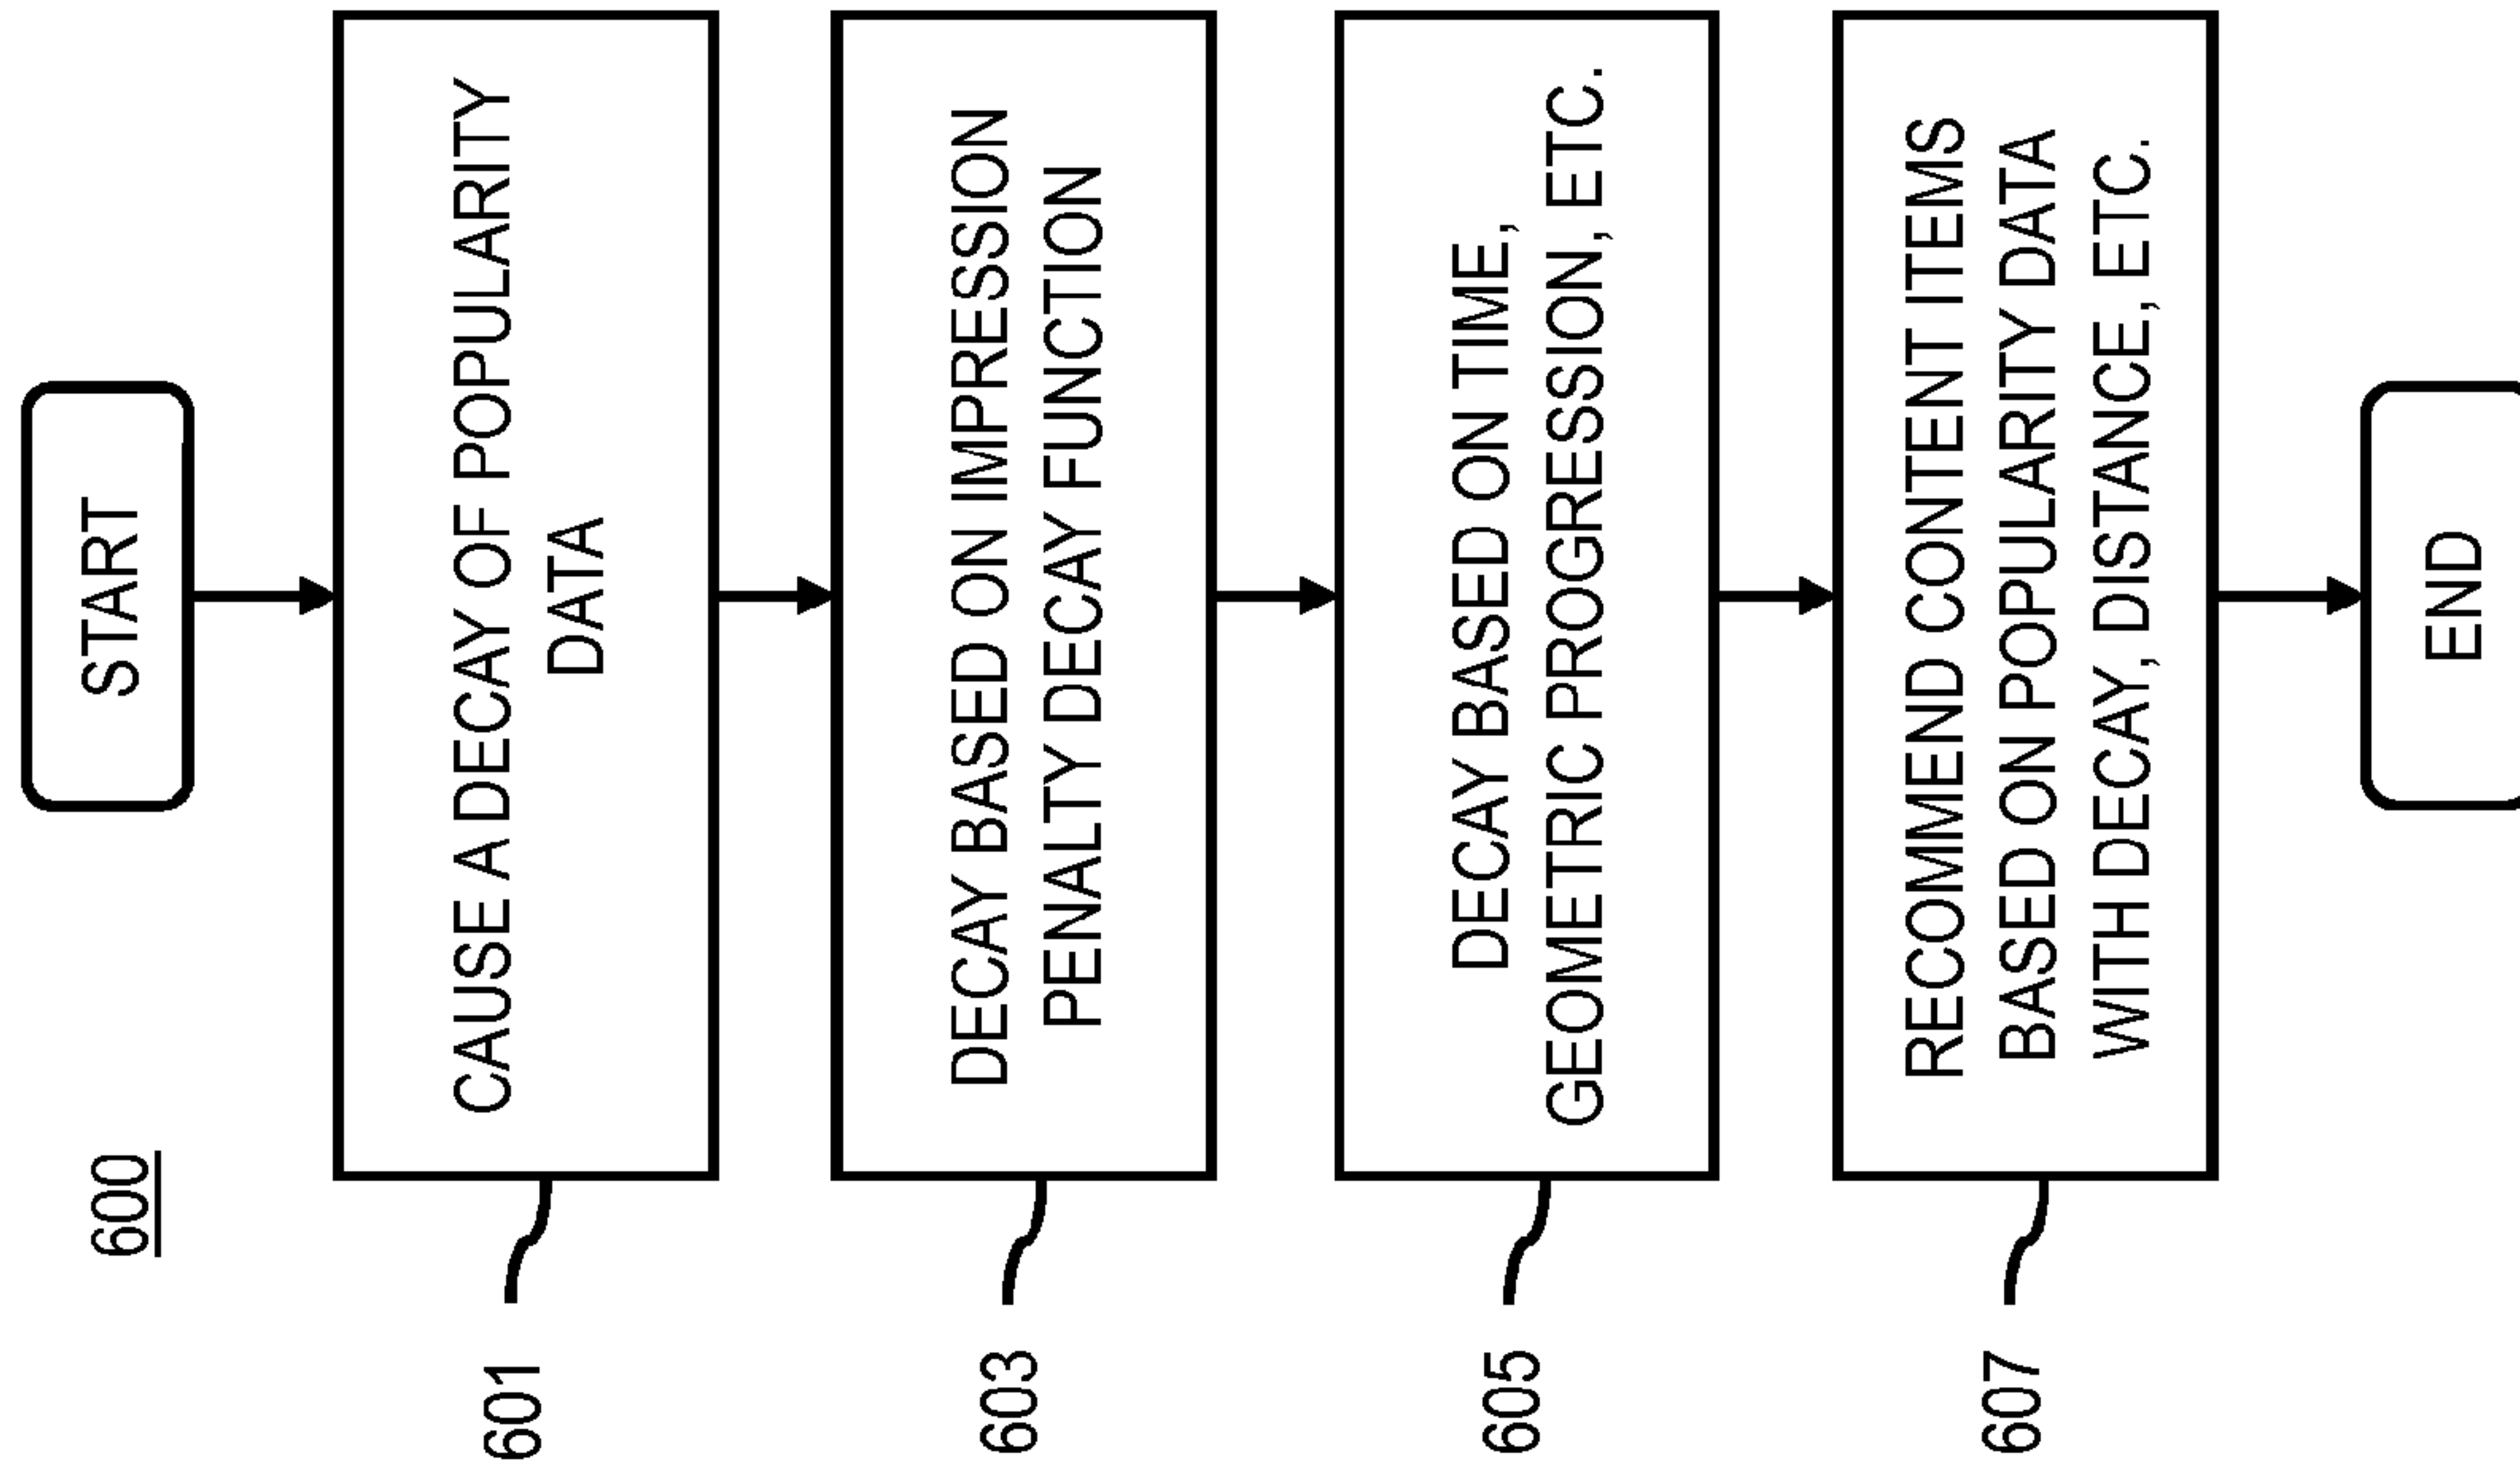 600
START
601
CAUSE A DECAY OF POPULARITY
DATA
603
DECAY BASED ON IMPRESSION
PENALTY DECAY FUNCTION
605
DECAY BASED ON TIME,
GEOMETRIC PROGRESSION, ETC.
607
RECOMMEND CONTENT ITEMS
BASED ON POPULARITY DATA
WITH DECAY, DISTANCE, ETC.
END